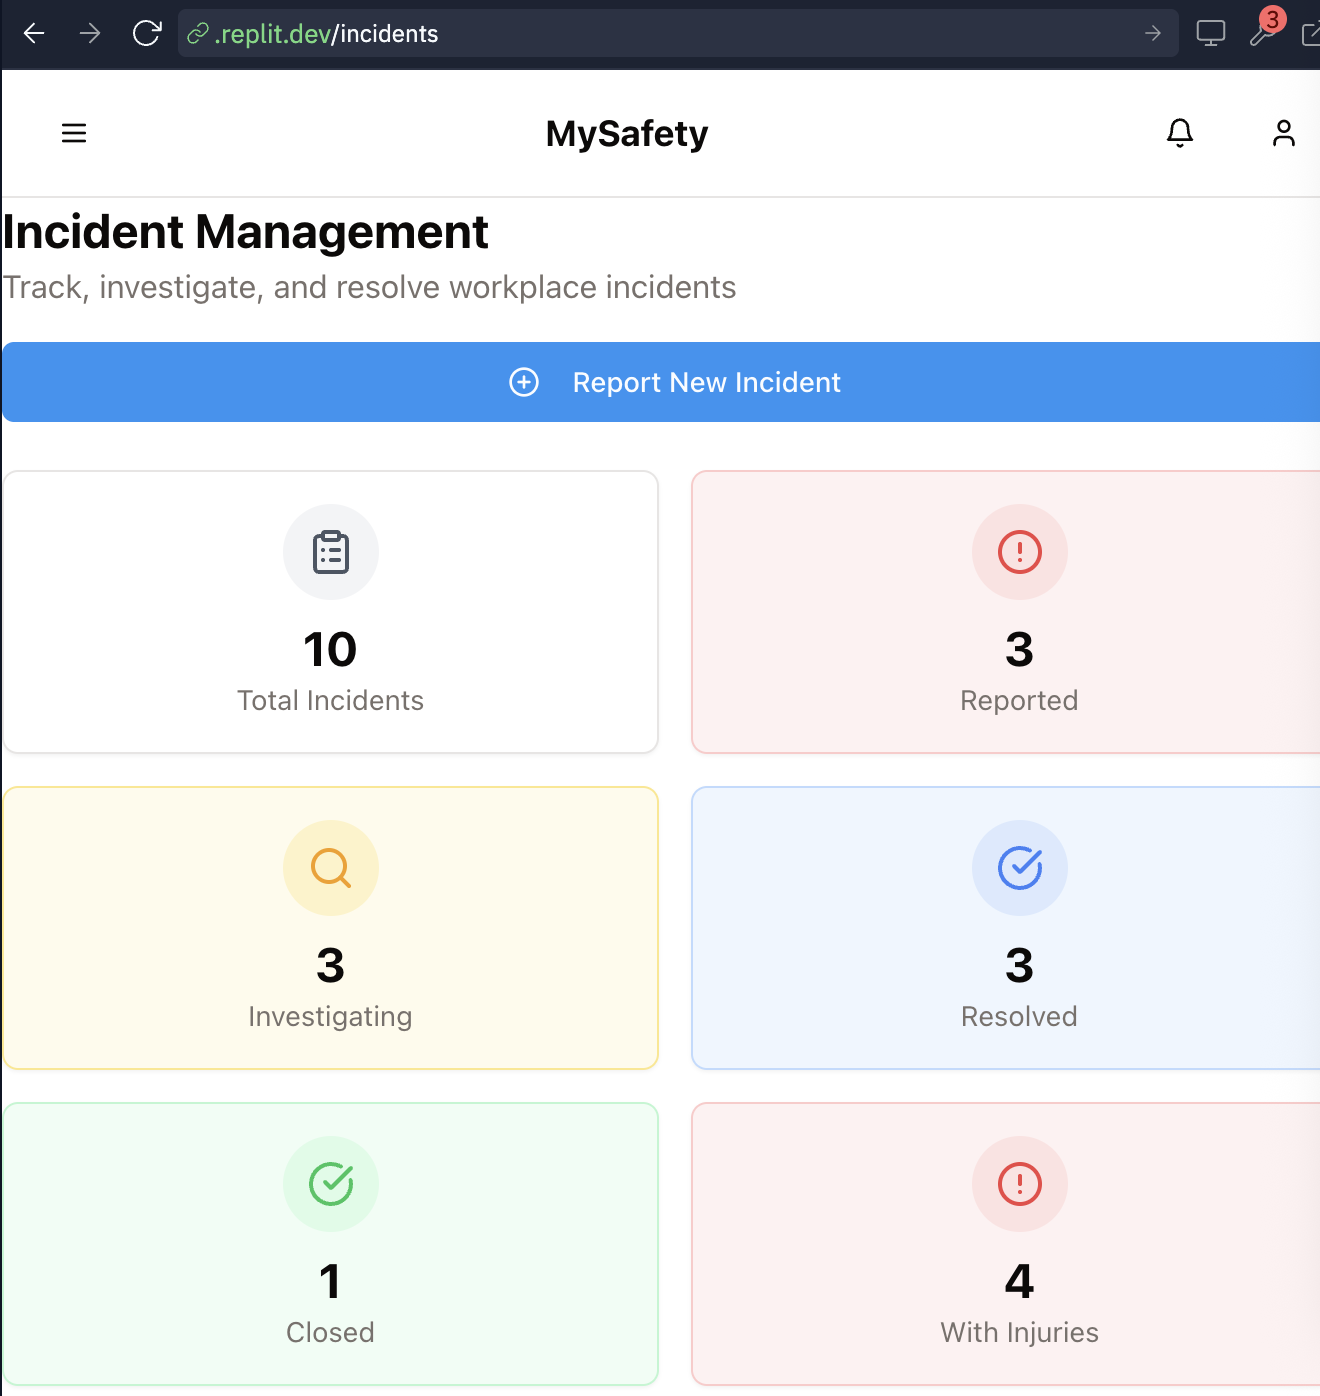 .replit.dev/incidents
3
MySafety
Incident Management
Track, investigate, and resolve workplace incidents
Report New Incident
10
Total Incidents
3
Reported
3
Investigating
3
Resolved
1
Closed
4
With Injuries